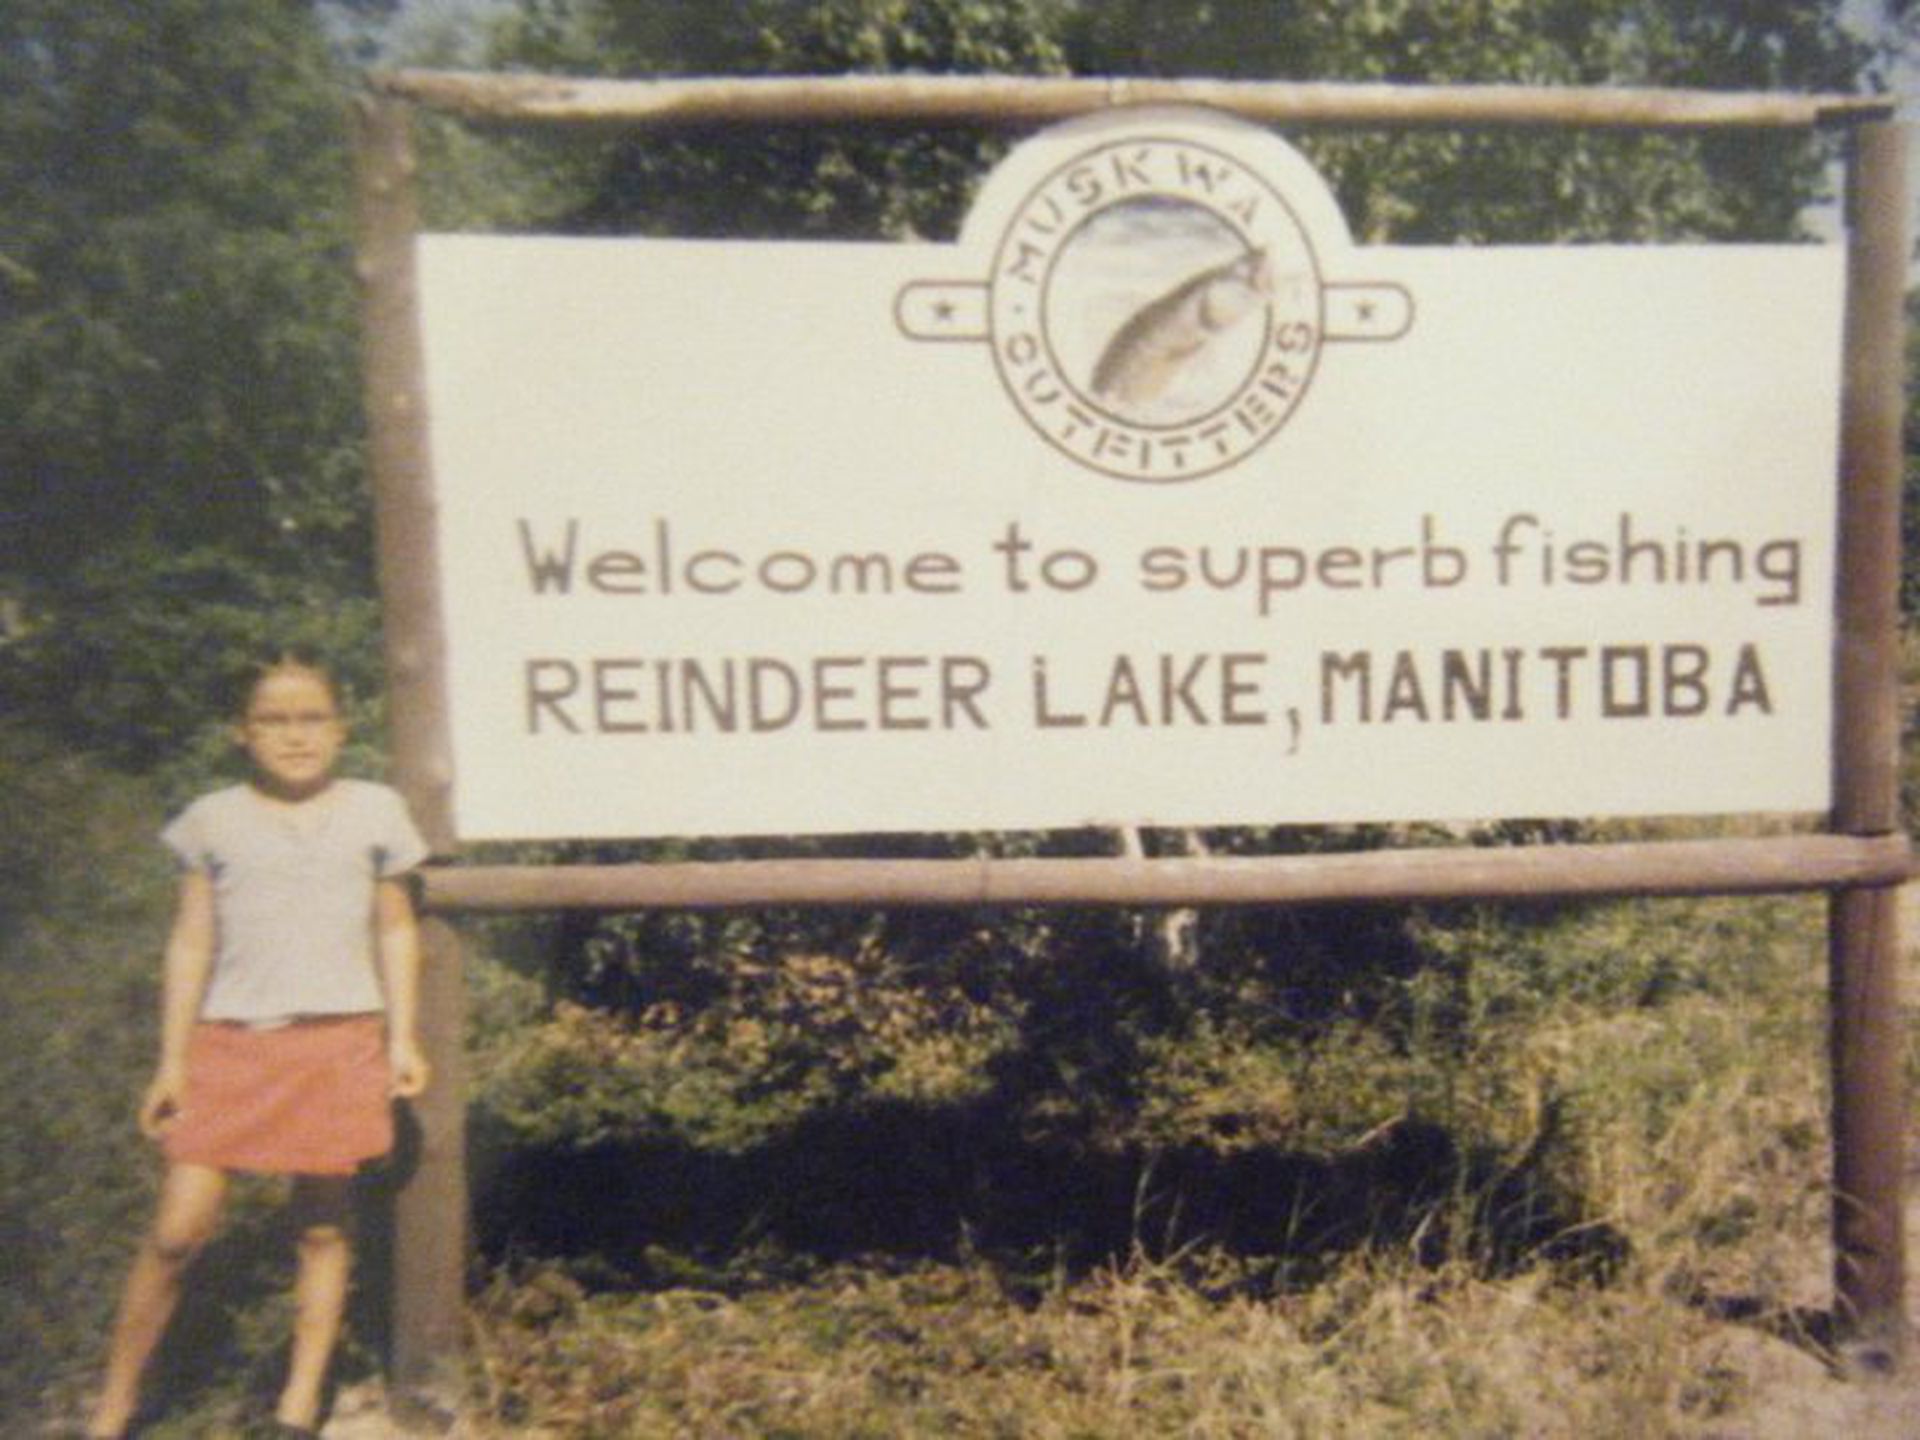 MUSKWA
OUTFITTERS
Welcome to superb fishing
REINDEER LAKE, MANITOBA